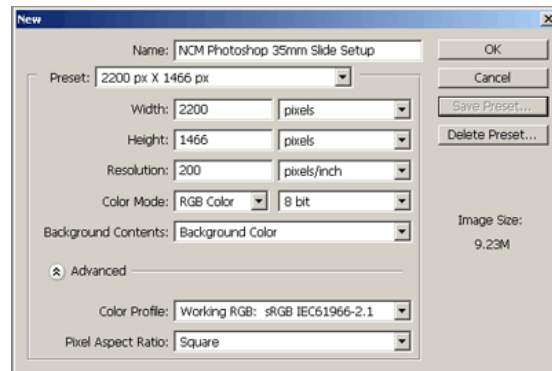 New
Name: NCM Photoshop 35mm Slide Setup
OK
Preset: 2200 px X 1466 px
Cancel
Width: 2200 pixels
Save Preset...
Height: 1466 pixels
Delete Preset...
Resolution: 200 pixels/inch
Color Mode: RGB Color 8 bit
Image Size:
9.23M
Background Contents: Background Color
Advanced
Color Profile: Working RGB: sRGB IEC61966-2.1
Pixel Aspect Ratio: Square